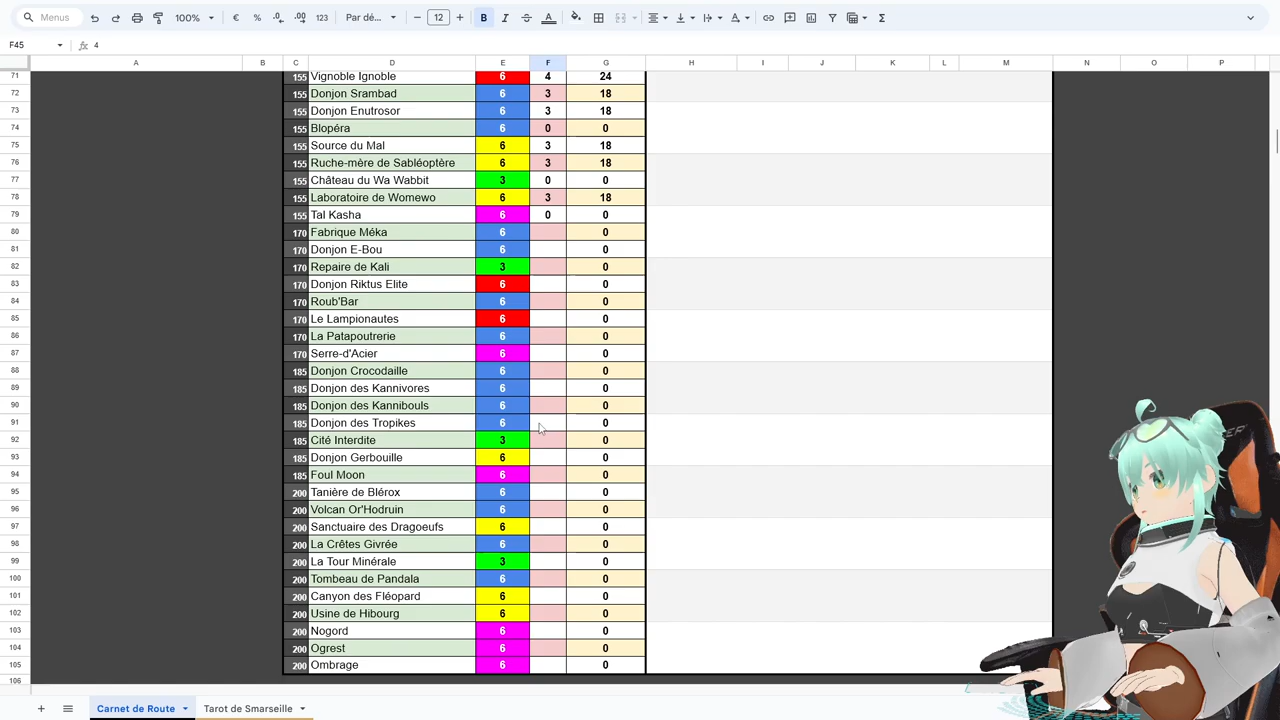 Menus 100% € % .0 .00 123 Par dé... − 12 + B I A Σ
F45 fx 4
A B C D E F G H I J K L M N O P
71 155 Vignoble Ignoble 6 4 24
72 155 Donjon Srambad 6 3 18
73 155 Donjon Enutrosor 6 3 18
74 155 Blopéra 6 0 0
75 155 Source du Mal 6 3 18
76 155 Ruche-mère de Sabléoptère 6 3 18
77 155 Château du Wa Wabbit 3 0 0
78 155 Laboratoire de Womewo 6 3 18
79 155 Tal Kasha 6 0 0
80 170 Fabrique Méka 6 0
81 170 Donjon E-Bou 6 0
82 170 Repaire de Kali 3 0
83 170 Donjon Riktus Elite 6 0
84 170 Roub'Bar 6 0
85 170 Le Lampionautes 6 0
86 170 La Patapoutrerie 6 0
87 170 Serre-d'Acier 6 0
88 185 Donjon Crocodaille 6 0
89 185 Donjon des Kannivores 6 0
90 185 Donjon des Kannibouls 6 0
91 185 Donjon des Tropikes 6 0
92 185 Cité Interdite 3 0
93 185 Donjon Gerbouille 6 0
94 185 Foul Moon 6 0
95 200 Tanière de Blérox 6 0
96 200 Volcan Or'Hodruin 6 0
97 200 Sanctuaire des Dragoeufs 6 0
98 200 La Crêtes Givrée 6 0
99 200 La Tour Minérale 3 0
100 200 Tombeau de Pandala 6 0
101 200 Canyon des Fléopard 6 0
102 200 Usine de Hibourg 6 0
103 200 Nogord 6 0
104 200 Ogrest 6 0
105 200 Ombrage 6 0
106
+ Carnet de Route Tarot de Smarseille